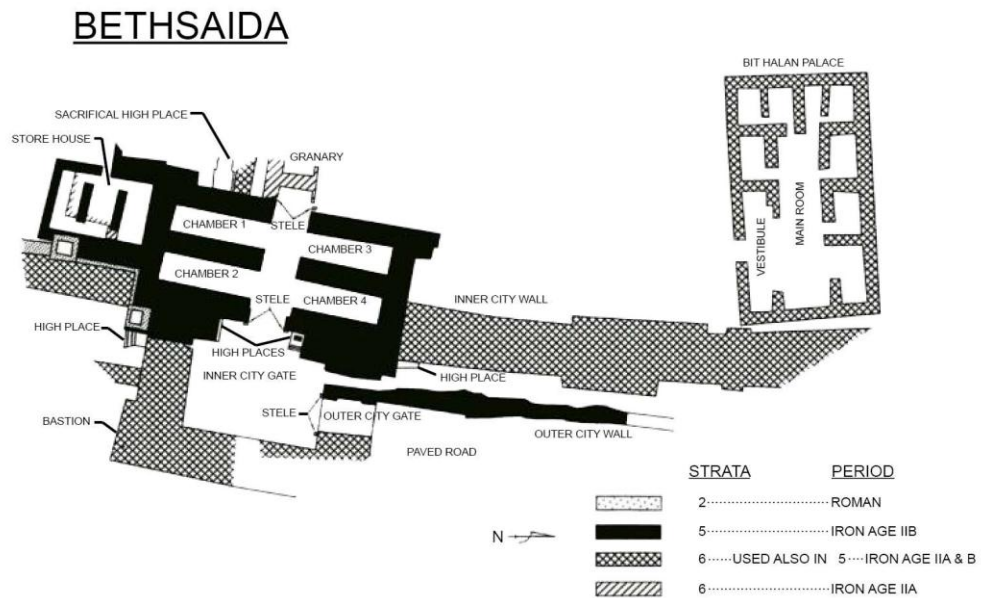 BETHSAIDA
BIT HALAN PALACE
SACRIFICAL HIGH PLACE
STORE HOUSE
GRANARY
CHAMBER 1
STELE
CHAMBER 3
CHAMBER 2
STELE
CHAMBER 4
VESTIBULE
MAIN ROOM
INNER CITY WALL
HIGH PLACE
HIGH PLACES
INNER CITY GATE
HIGH PLACE
STELE
OUTER CITY GATE
BASTION
OUTER CITY WALL
PAVED ROAD
STRATA PERIOD
2 ........................ ROMAN
5 ........................ IRON AGE IIB
N
6 ...... USED ALSO IN 5 .... IRON AGE IIA & B
6 ........................ IRON AGE IIA